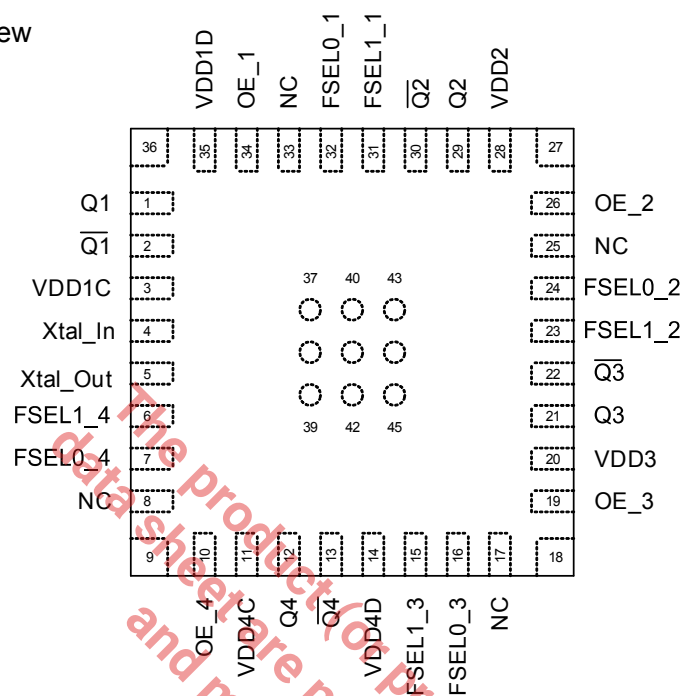 ew
VDD1D
OE_1
NC
FSEL0_1
FSEL1_1
Q2
Q2
VDD2
36
35
34
33
32
31
30
29
28
27
Q1
1
Q1
2
VDD1C
3
Xtal_In
4
Xtal_Out
5
FSEL1_4
6
FSEL0_4
7
NC
8
9
26
OE_2
25
NC
24
FSEL0_2
23
FSEL1_2
22
Q3
21
Q3
20
VDD3
19
OE_3
18
37
40
43
39
42
45
10
11
12
13
14
15
16
17
OE_4
VDD4C
Q4
Q4
VDD4D
FSEL1_3
FSEL0_3
NC
The product (or pr
data sheet are n
and m